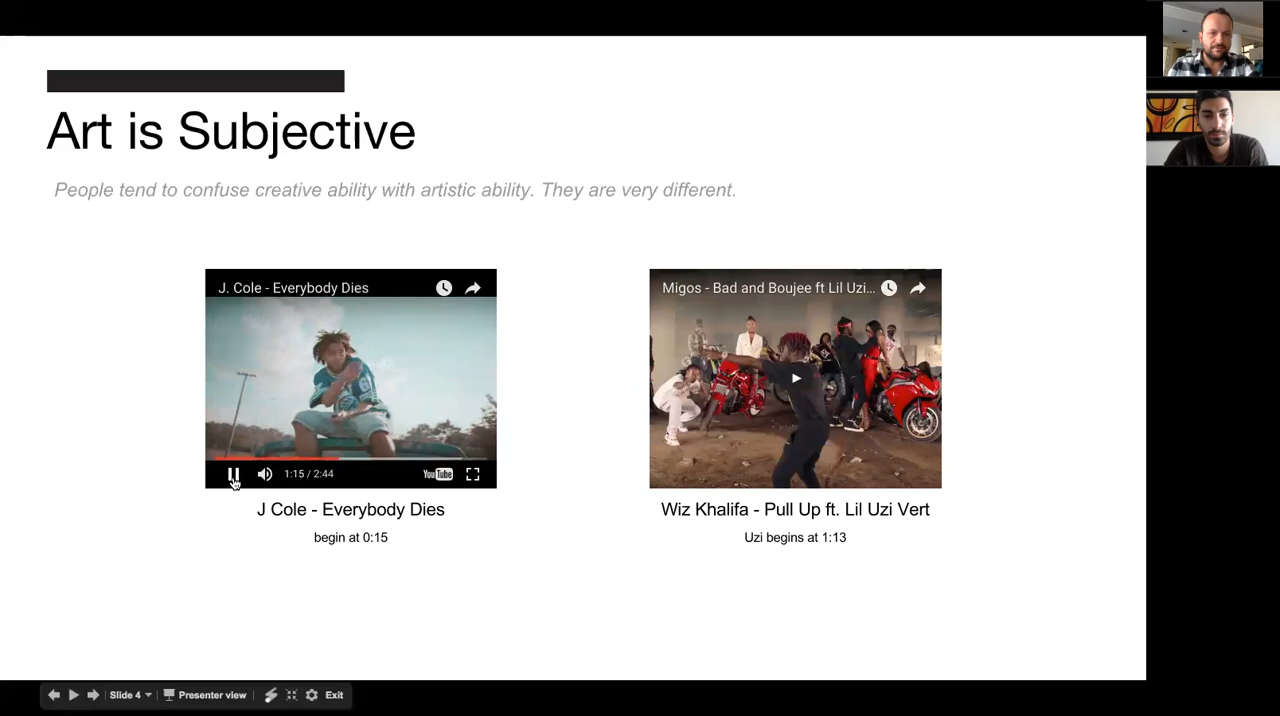 Art is Subjective
People tend to confuse creative ability with artistic ability. They are very different.
J. Cole - Everybody Dies
Migos - Bad and Boujee ft Lil Uzi...
1:15 / 2:44
YouTube
J Cole - Everybody Dies
Wiz Khalifa - Pull Up ft. Lil Uzi Vert
begin at 0:15
Uzi begins at 1:13
Slide 4
Presenter view
Exit